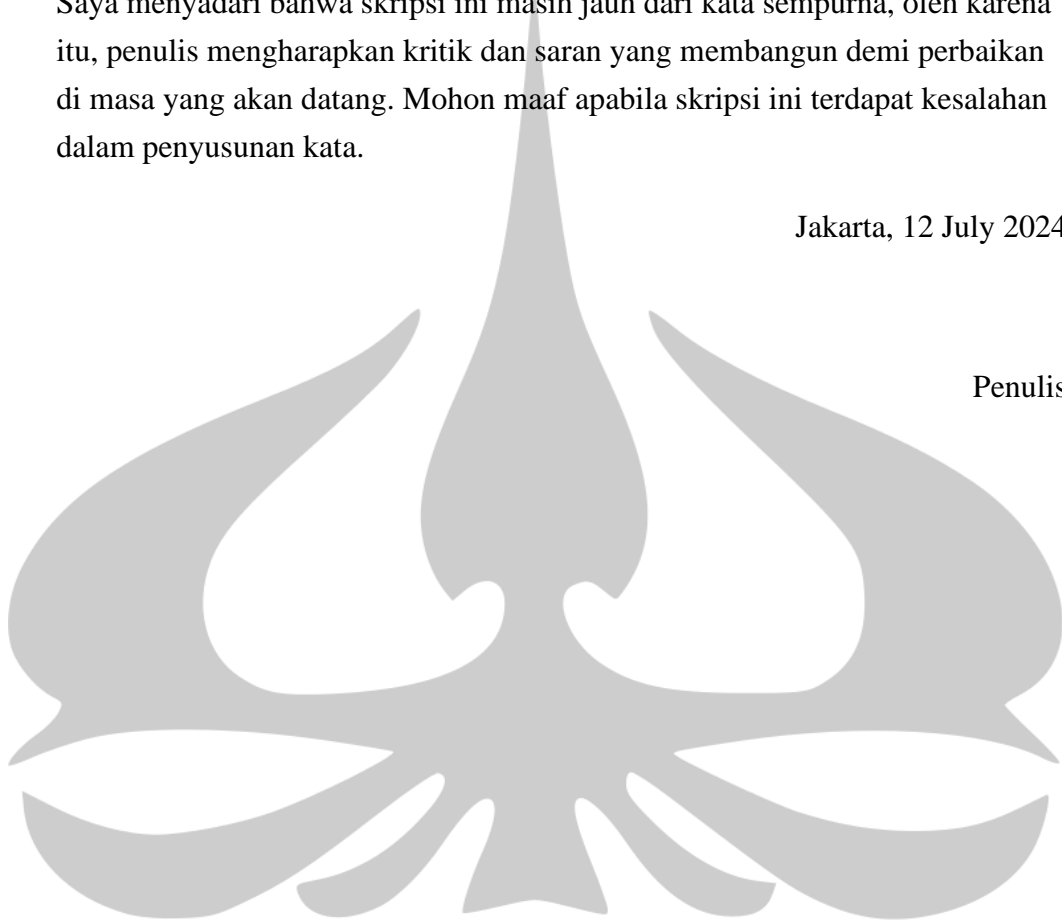 Saya menyadari bahwa skripsi ini masih jauh dari kata sempurna, oleh karena
itu, penulis mengharapkan kritik dan saran yang membangun demi perbaikan
di masa yang akan datang. Mohon maaf apabila skripsi ini terdapat kesalahan
dalam penyusunan kata.
Jakarta, 12 July 2024
Penulis